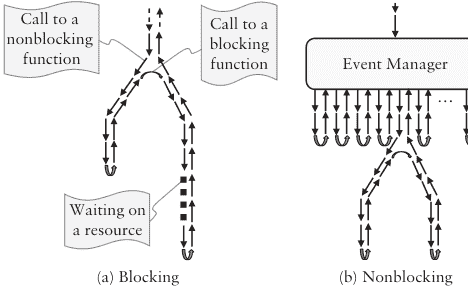 Call to a
nonblocking
function
Call to a
blocking
function
Event Manager
...
Waiting on
a resource
(a) Blocking
(b) Nonblocking